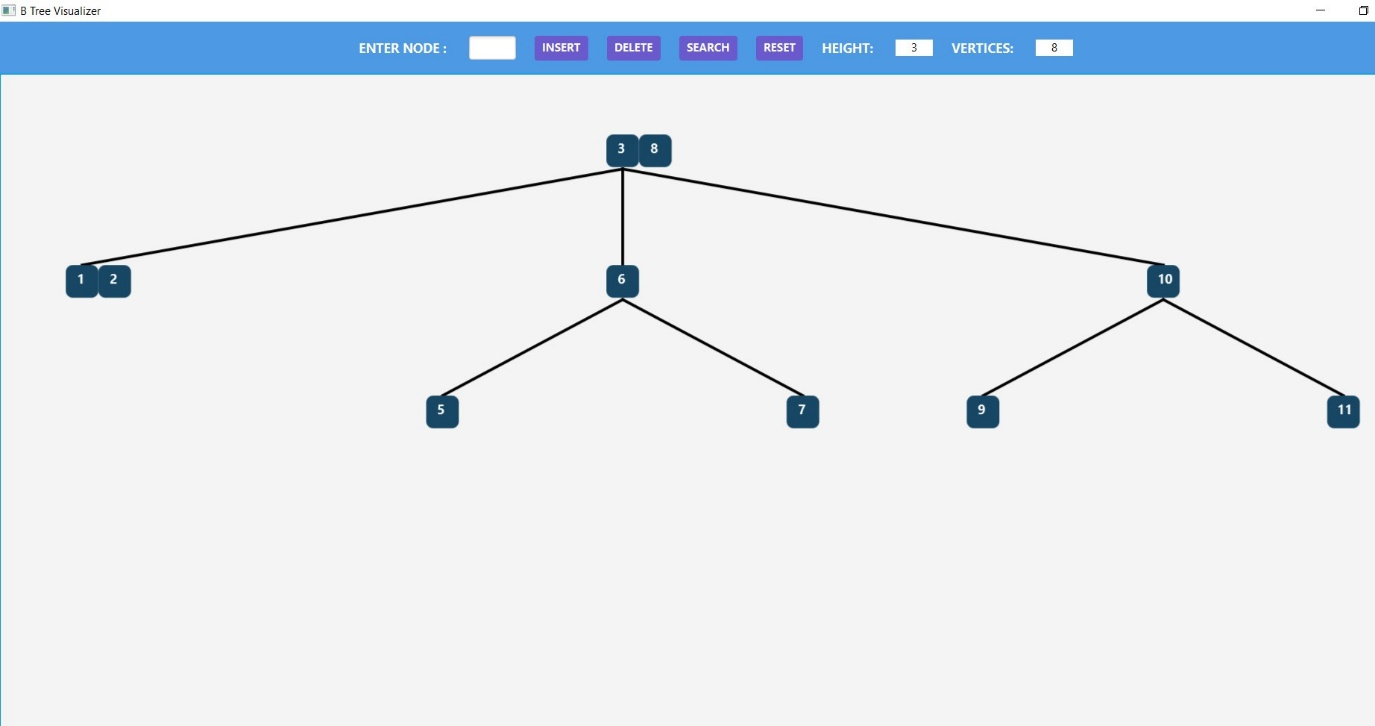 B Tree Visualizer
ENTER NODE : INSERT DELETE SEARCH RESET HEIGHT: 3 VERTICES: 8
3 8
1 2 6 10
5 7 9 11